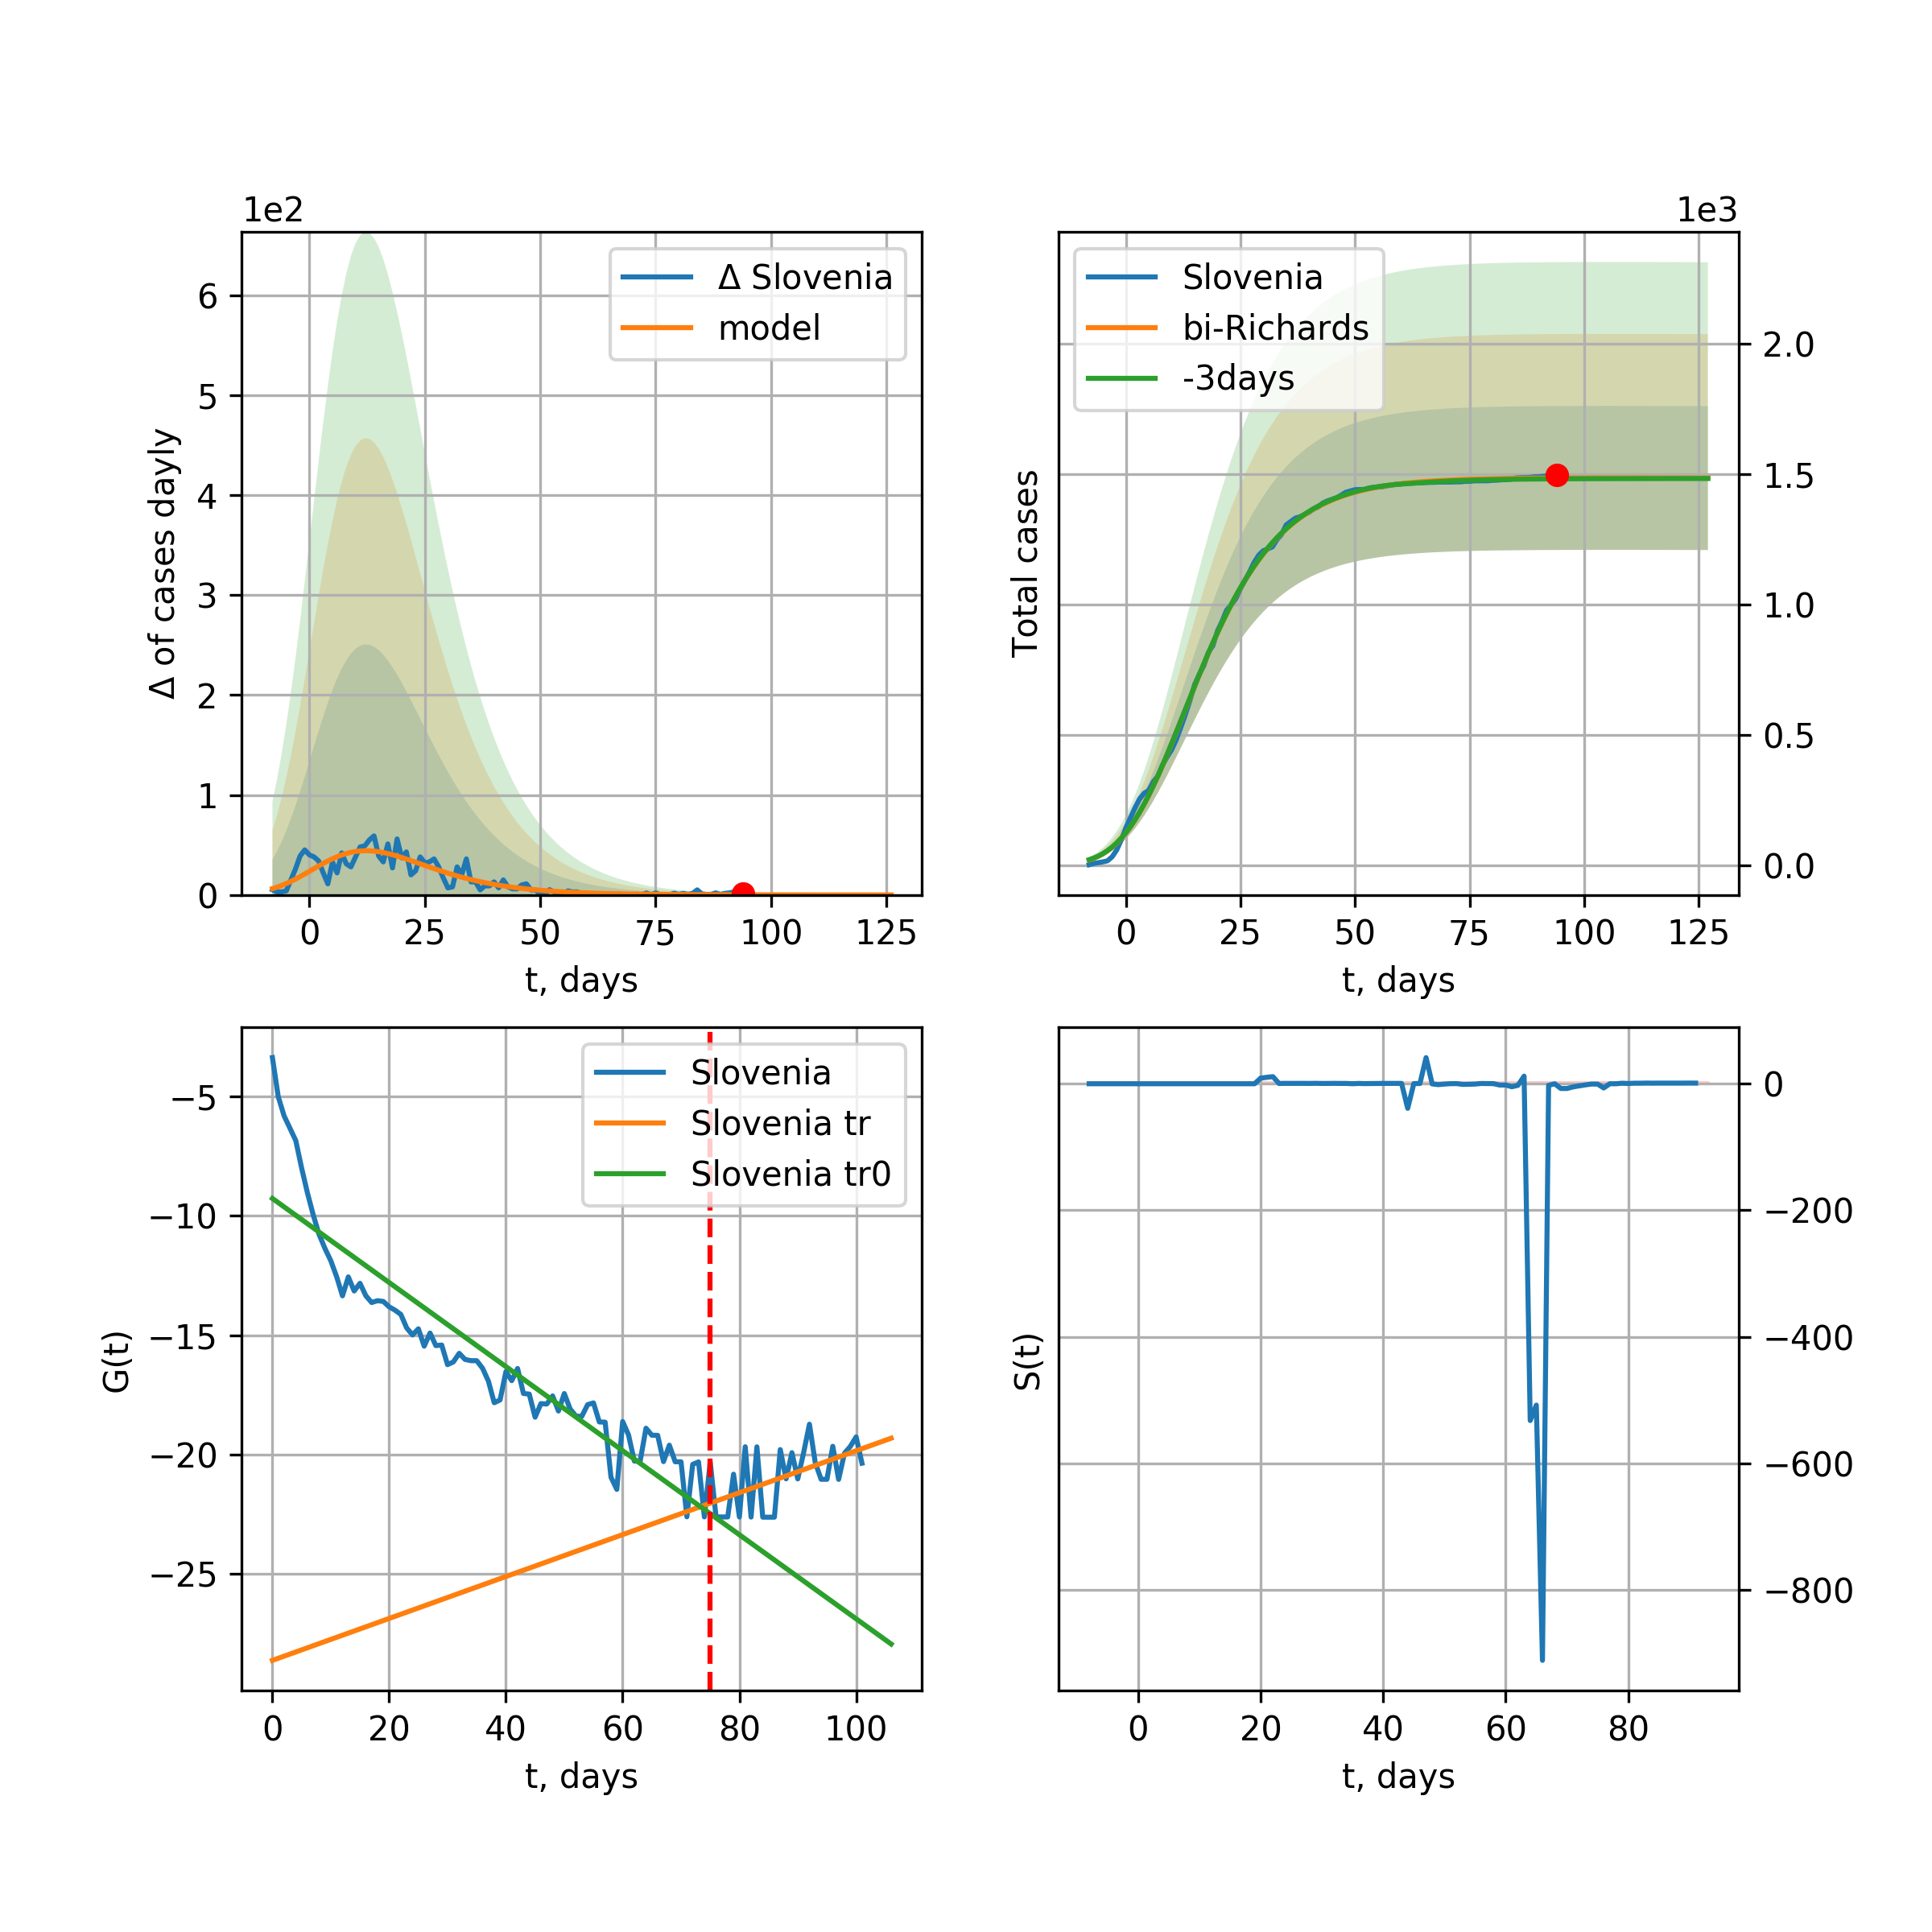 1e2
Δ of cases dayly
6
5
4
3
2
1
0
Δ Slovenia
model
0 25 50 75 100 125
t, days
1e3
Total cases
Slovenia
bi-Richards
-3days
2.0
1.5
1.0
0.5
0.0
0 25 50 75 100 125
t, days
G(t)
−5
−10
−15
−20
−25
Slovenia
Slovenia tr
Slovenia tr0
0 20 40 60 80 100
t, days
S(t)
0
−200
−400
−600
−800
0 20 40 60 80
t, days